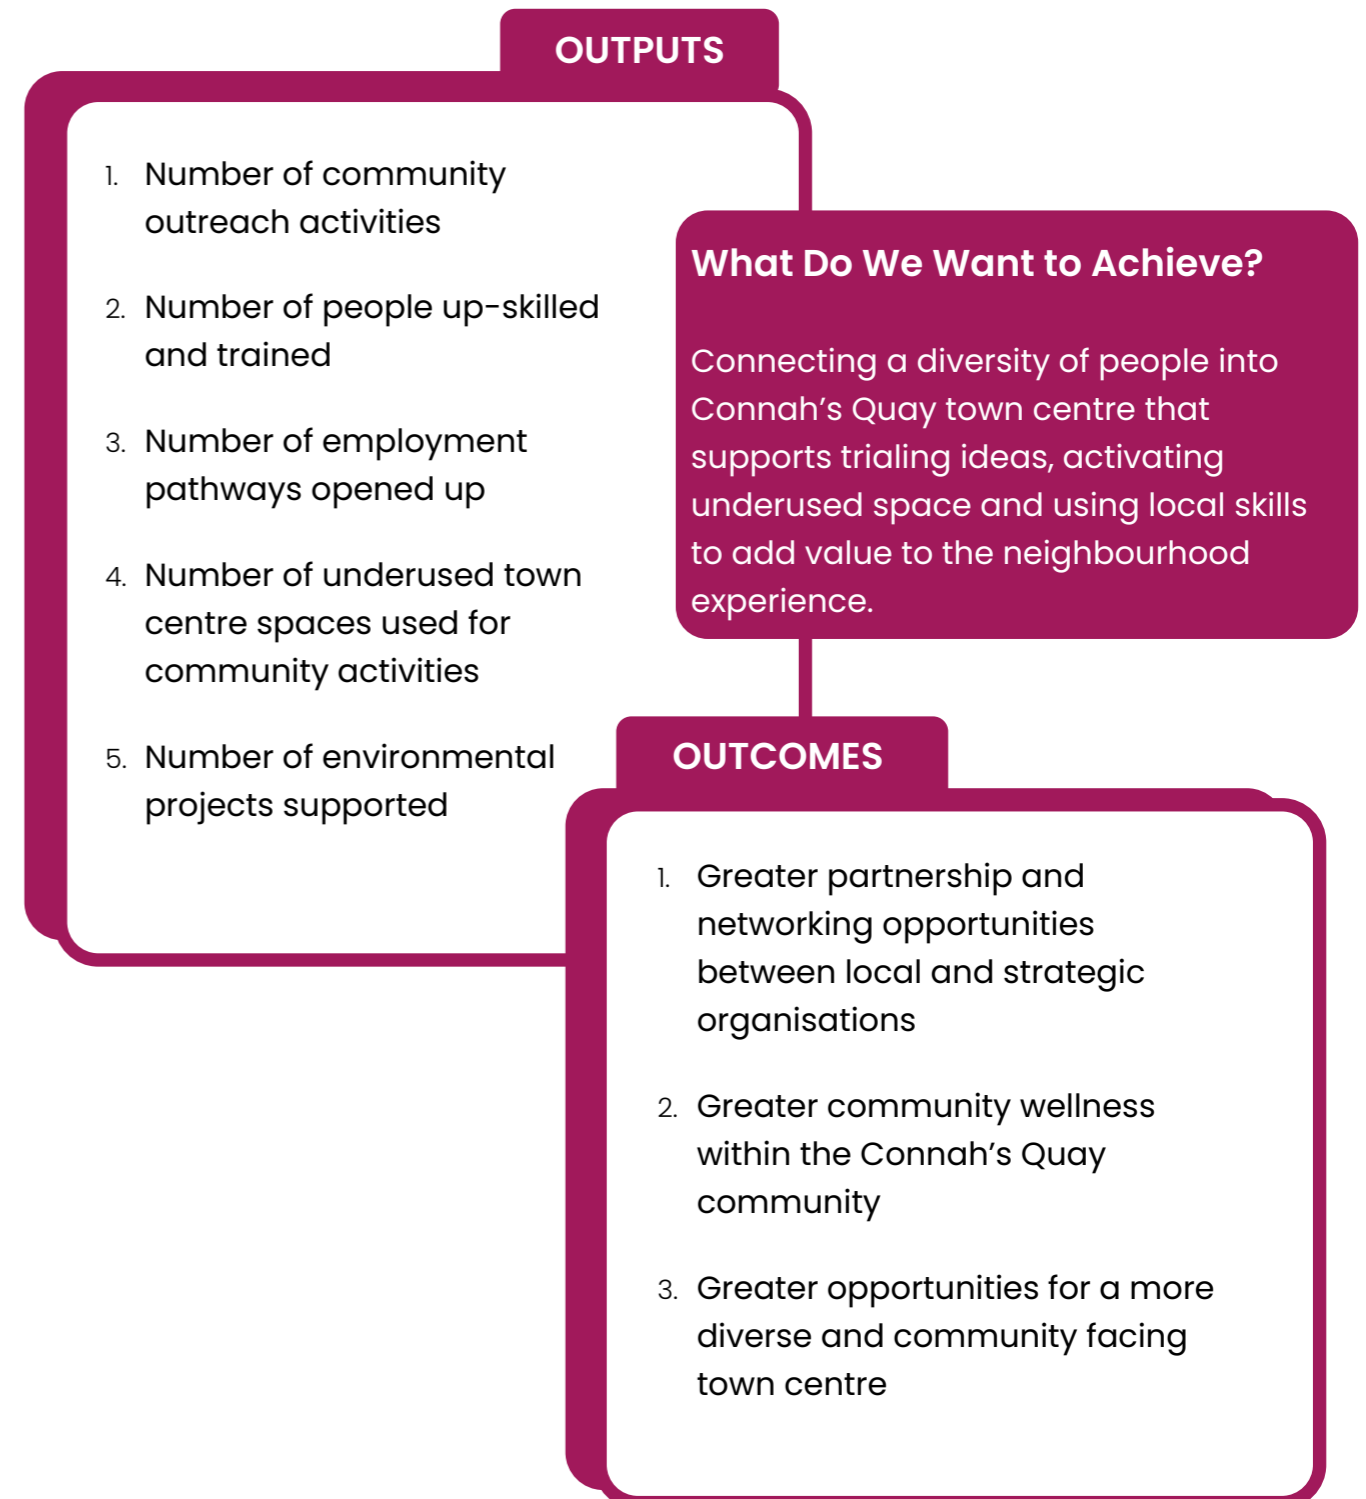 OUTPUTS
1. Number of community
outreach activities
2. Number of people up-skilled
and trained
3. Number of employment
pathways opened up
4. Number of underused town
centre spaces used for
community activities
5. Number of environmental
projects supported
What Do We Want to Achieve?
Connecting a diversity of people into
Connah’s Quay town centre that
supports trialing ideas, activating
underused space and using local skills
to add value to the neighbourhood
experience.
OUTCOMES
1. Greater partnership and
networking opportunities
between local and strategic
organisations
2. Greater community wellness
within the Connah’s Quay
community
3. Greater opportunities for a more
diverse and community facing
town centre